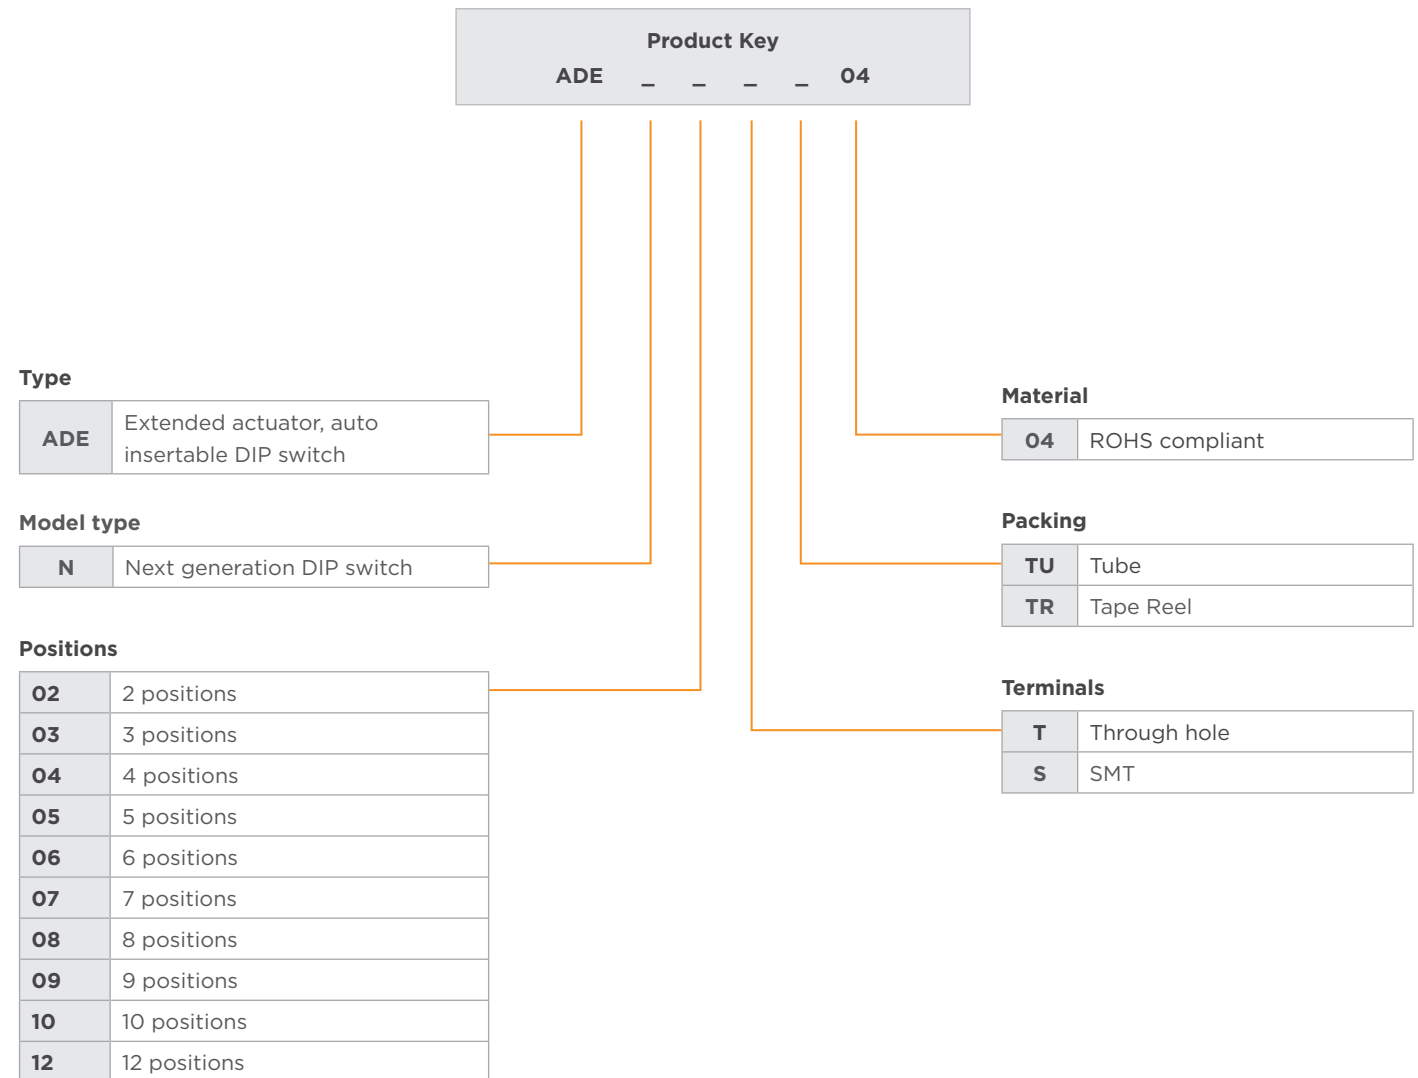 Product Key
ADE _ _ _ _ 04
Type
ADE Extended actuator, auto
insertable DIP switch
Model type
N Next generation DIP switch
Positions
02 2 positions
03 3 positions
04 4 positions
05 5 positions
06 6 positions
07 7 positions
08 8 positions
09 9 positions
10 10 positions
12 12 positions
Material
04 ROHS compliant
Packing
TU Tube
TR Tape Reel
Terminals
T Through hole
S SMT